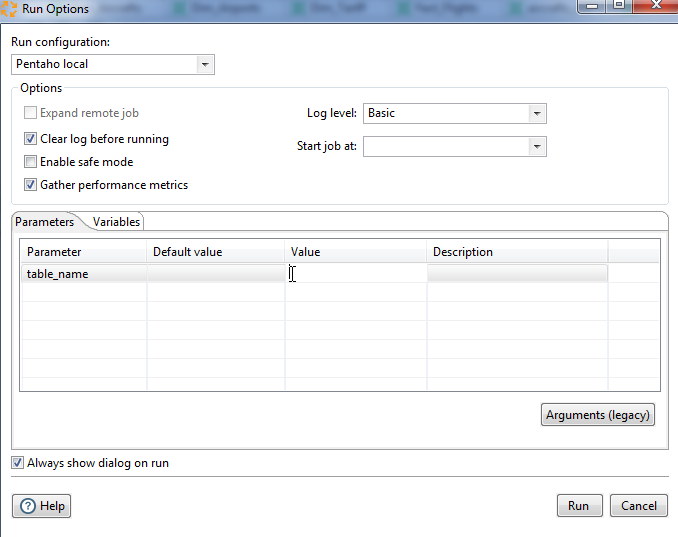 Run Options
Run configuration:
Pentaho local
Options
Expand remote job
Log level: Basic
Clear log before running
Start job at:
Enable safe mode
Gather performance metrics
Parameters Variables
Parameter Default value Value Description
table_name
Arguments (legacy)
Always show dialog on run
Help Run Cancel